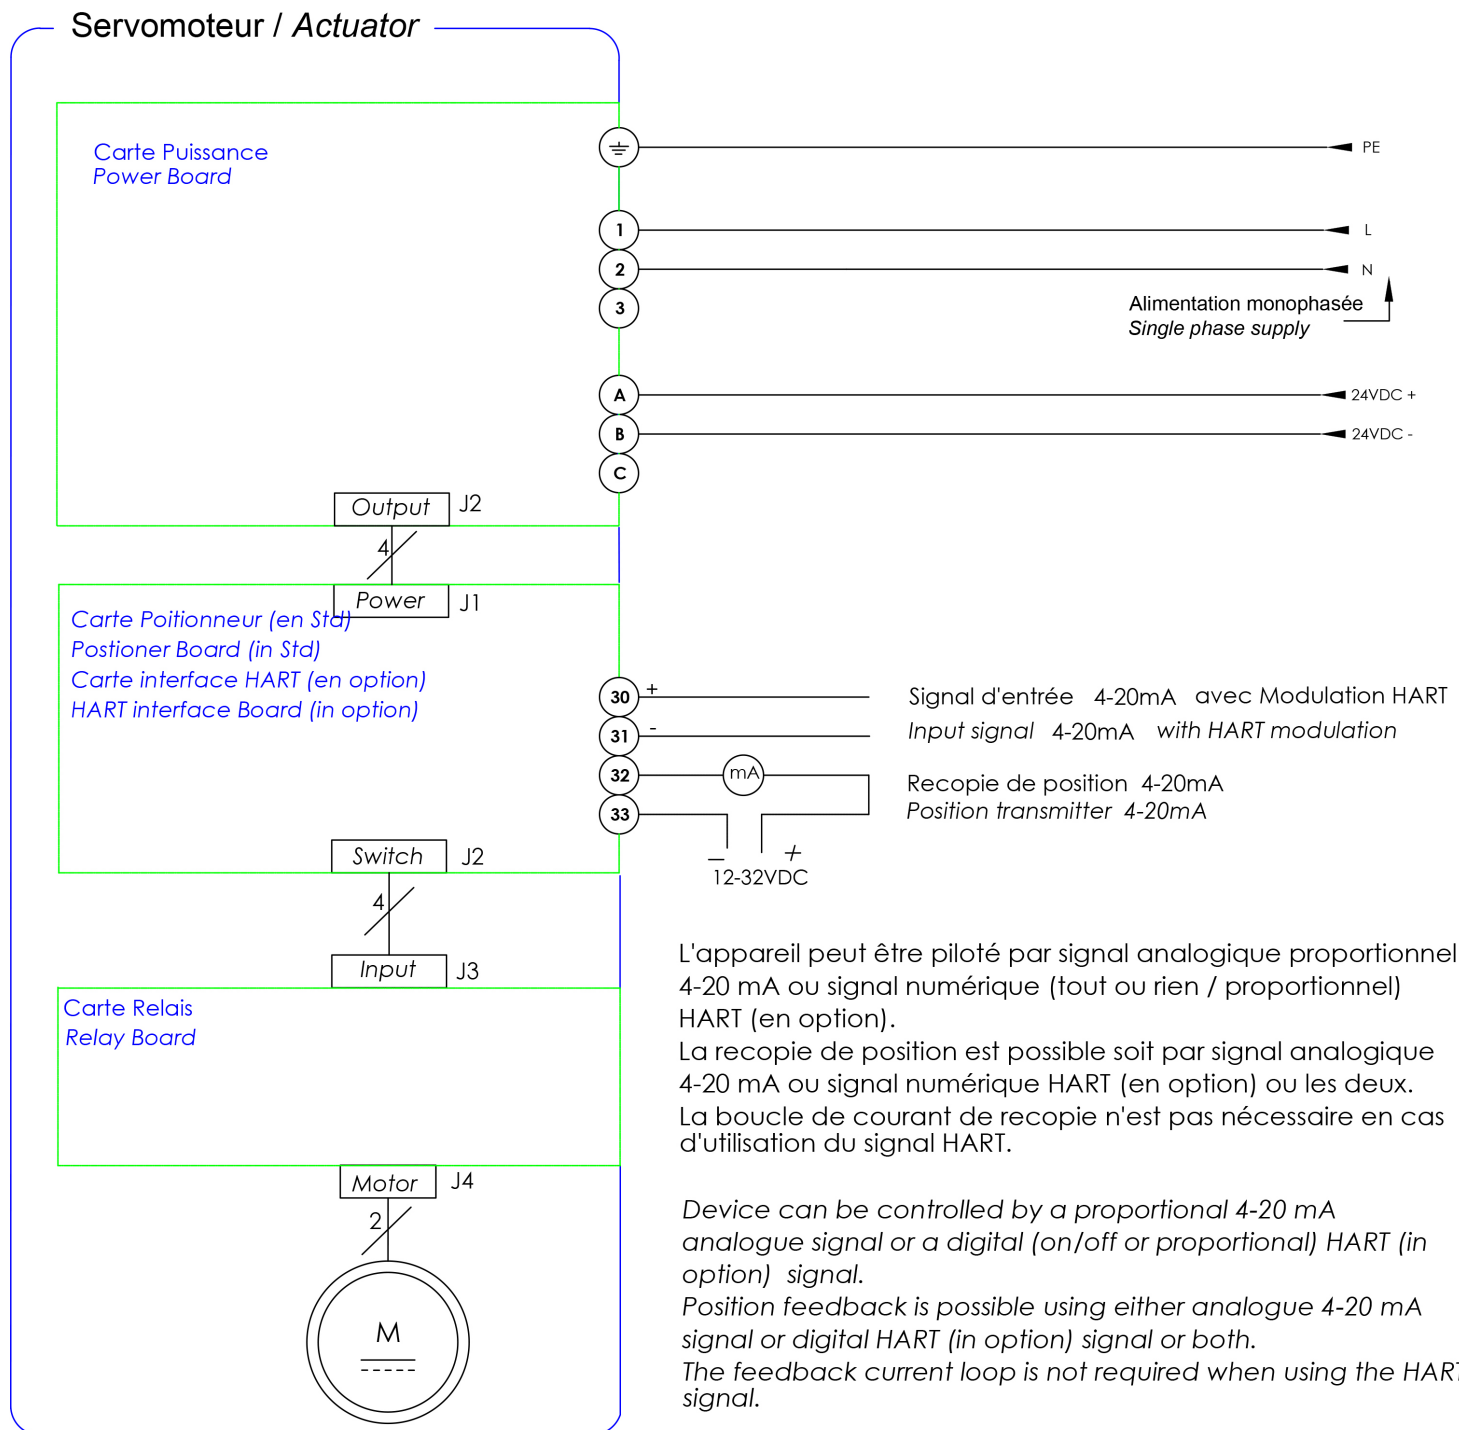 Servomoteur / Actuator
Carte Puissance
Power Board
PE
1
L
2
N
3
Alimentation monophasée
Single phase supply
A
24VDC +
B
24VDC -
C
Output J2
4
Power J1
Carte Poitionneur (en Std)
Postioner Board (in Std)
Carte interface HART (en option)
HART interface Board (in option)
30 + Signal d'entrée 4-20mA avec Modulation HART
31 - Input signal 4-20mA with HART modulation
32 mA
Recopie de position 4-20mA
Position transmitter 4-20mA
33
- +
12-32VDC
Switch J2
4
Input J3
Carte Relais
Relay Board
Motor J4
2
M
L'appareil peut être piloté par signal analogique proportionnel
4-20 mA ou signal numérique (tout ou rien / proportionnel)
HART (en option).
La recopie de position est possible soit par signal analogique
4-20 mA ou signal numérique HART (en option) ou les deux.
La boucle de courant de recopie n'est pas nécessaire en cas
d'utilisation du signal HART.
Device can be controlled by a proportional 4-20 mA
analogue signal or a digital (on/off or proportional) HART (in
option) signal.
Position feedback is possible using either analogue 4-20 mA
signal or digital HART (in option) signal or both.
The feedback current loop is not required when using the HART
signal.